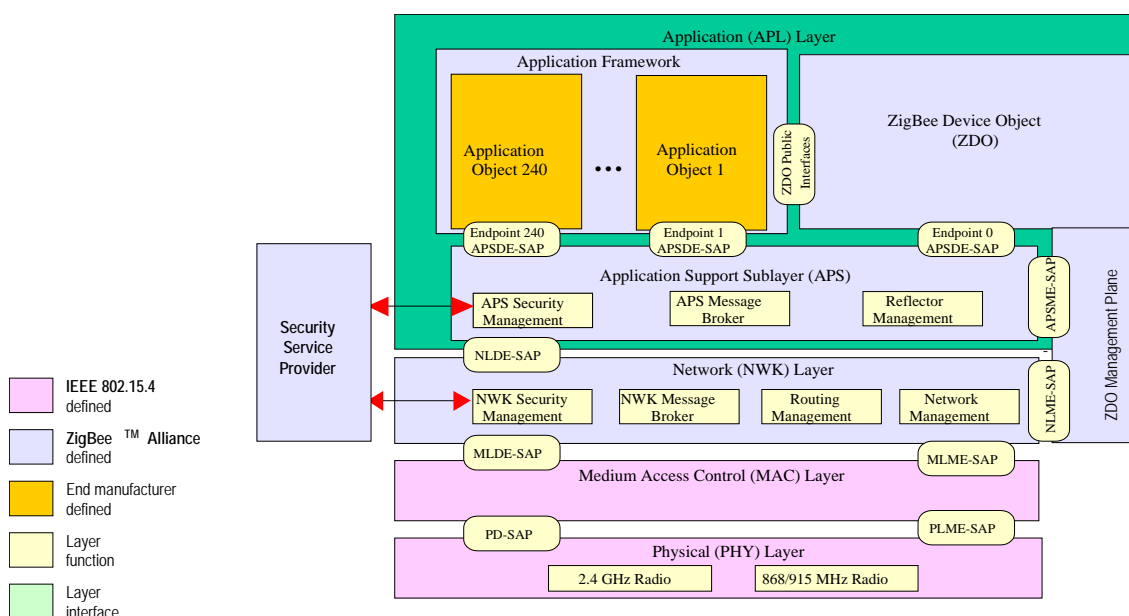 Application (APL) Layer
Application Framework
Application
Object 240
...
Application
Object 1
ZDO Public
Interfaces
ZigBee Device Object
(ZDO)
Endpoint 240
APSDE-SAP
Endpoint 1
APSDE-SAP
Endpoint 0
APSDE-SAP
Application Support Sublayer (APS)
APS Security
Management
APS Message
Broker
Reflector
Management
APSME-SAP
ZDO Management Plane
Security
Service
Provider
NLDE-SAP
Network (NWK) Layer
NWK Security
Management
NWK Message
Broker
Routing
Management
Network
Management
NLME-SAP
MLDE-SAP
MLME-SAP
Medium Access Control (MAC) Layer
PD-SAP
PLME-SAP
Physical (PHY) Layer
2.4 GHz Radio
868/915 MHz Radio
IEEE 802.15.4
defined
ZigBee TM Alliance
defined
End manufacturer
defined
Layer
function
Layer
interface